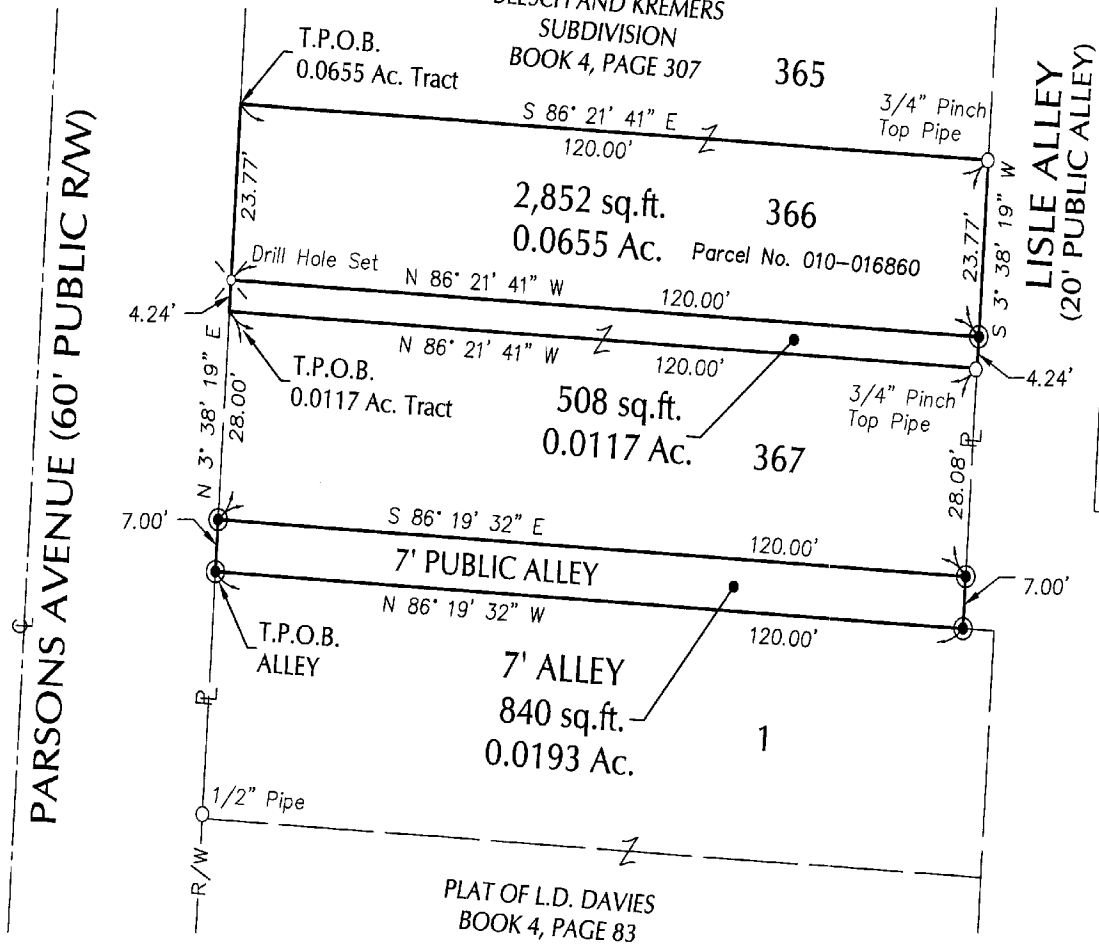 AND KREMERS
SUBDIVISION
BOOK 4, PAGE 307
T.P.O.B.
0.0655 Ac. Tract
365
3/4" Pinch
Top Pipe
S 86° 21' 41" E
120.00'
LISLE ALLEY
(20' PUBLIC ALLEY)
PARSONS AVENUE (60' PUBLIC R/W)
23.77'
2,852 sq.ft.
0.0655 Ac.
366
Parcel No. 010-016860
23.77'
S 3° 38' 19" W
Drill Hole Set
N 86° 21' 41" W
120.00'
4.24'
N 86° 21' 41" W
120.00'
4.24'
T.P.O.B.
0.0117 Ac. Tract
N 3° 38' 19" E
28.00'
508 sq.ft.
0.0117 Ac.
3/4" Pinch
Top Pipe
367
PL
28.08'
7.00'
S 86° 19' 32" E
120.00'
7' PUBLIC ALLEY
7.00'
N 86° 19' 32" W
120.00'
T.P.O.B.
ALLEY
7' ALLEY
840 sq.ft.
0.0193 Ac.
1
CL
PL
1/2" Pipe
R/W
PLAT OF L.D. DAVIES
BOOK 4, PAGE 83